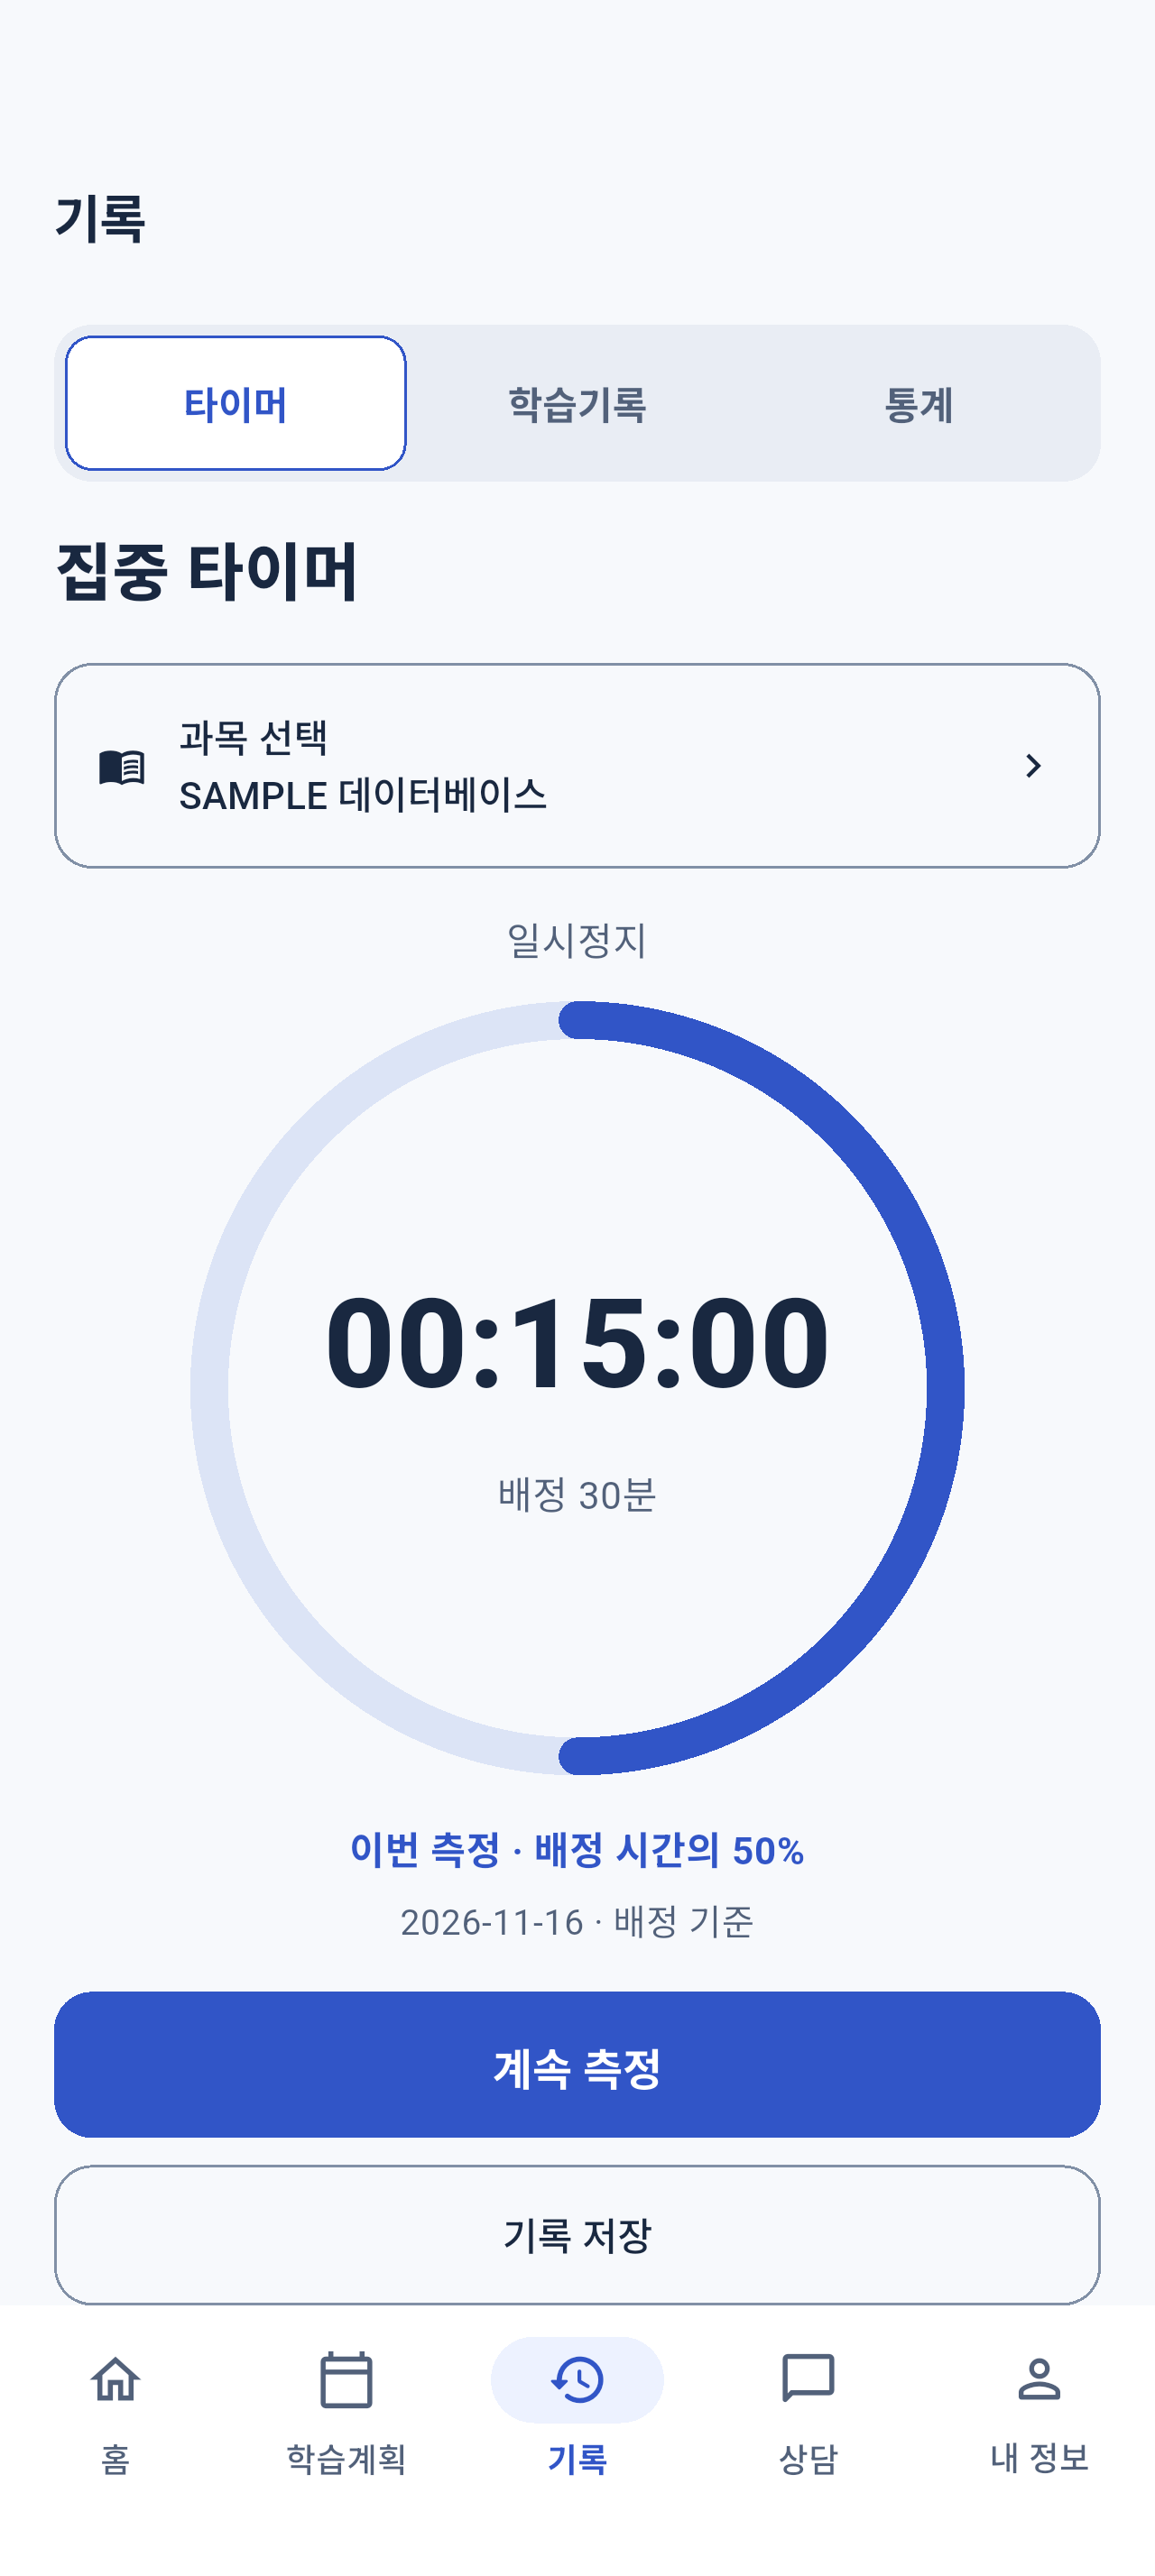 기록
타이머
학습기록
통계
집중 타이머
과목 선택
SAMPLE 데이터베이스
일시정지
00:15:00
배정 30분
이번 측정 · 배정 시간의 50%
2026-11-16 · 배정 기준
계속 측정
기록 저장
홈
학습계획
기록
상담
내 정보